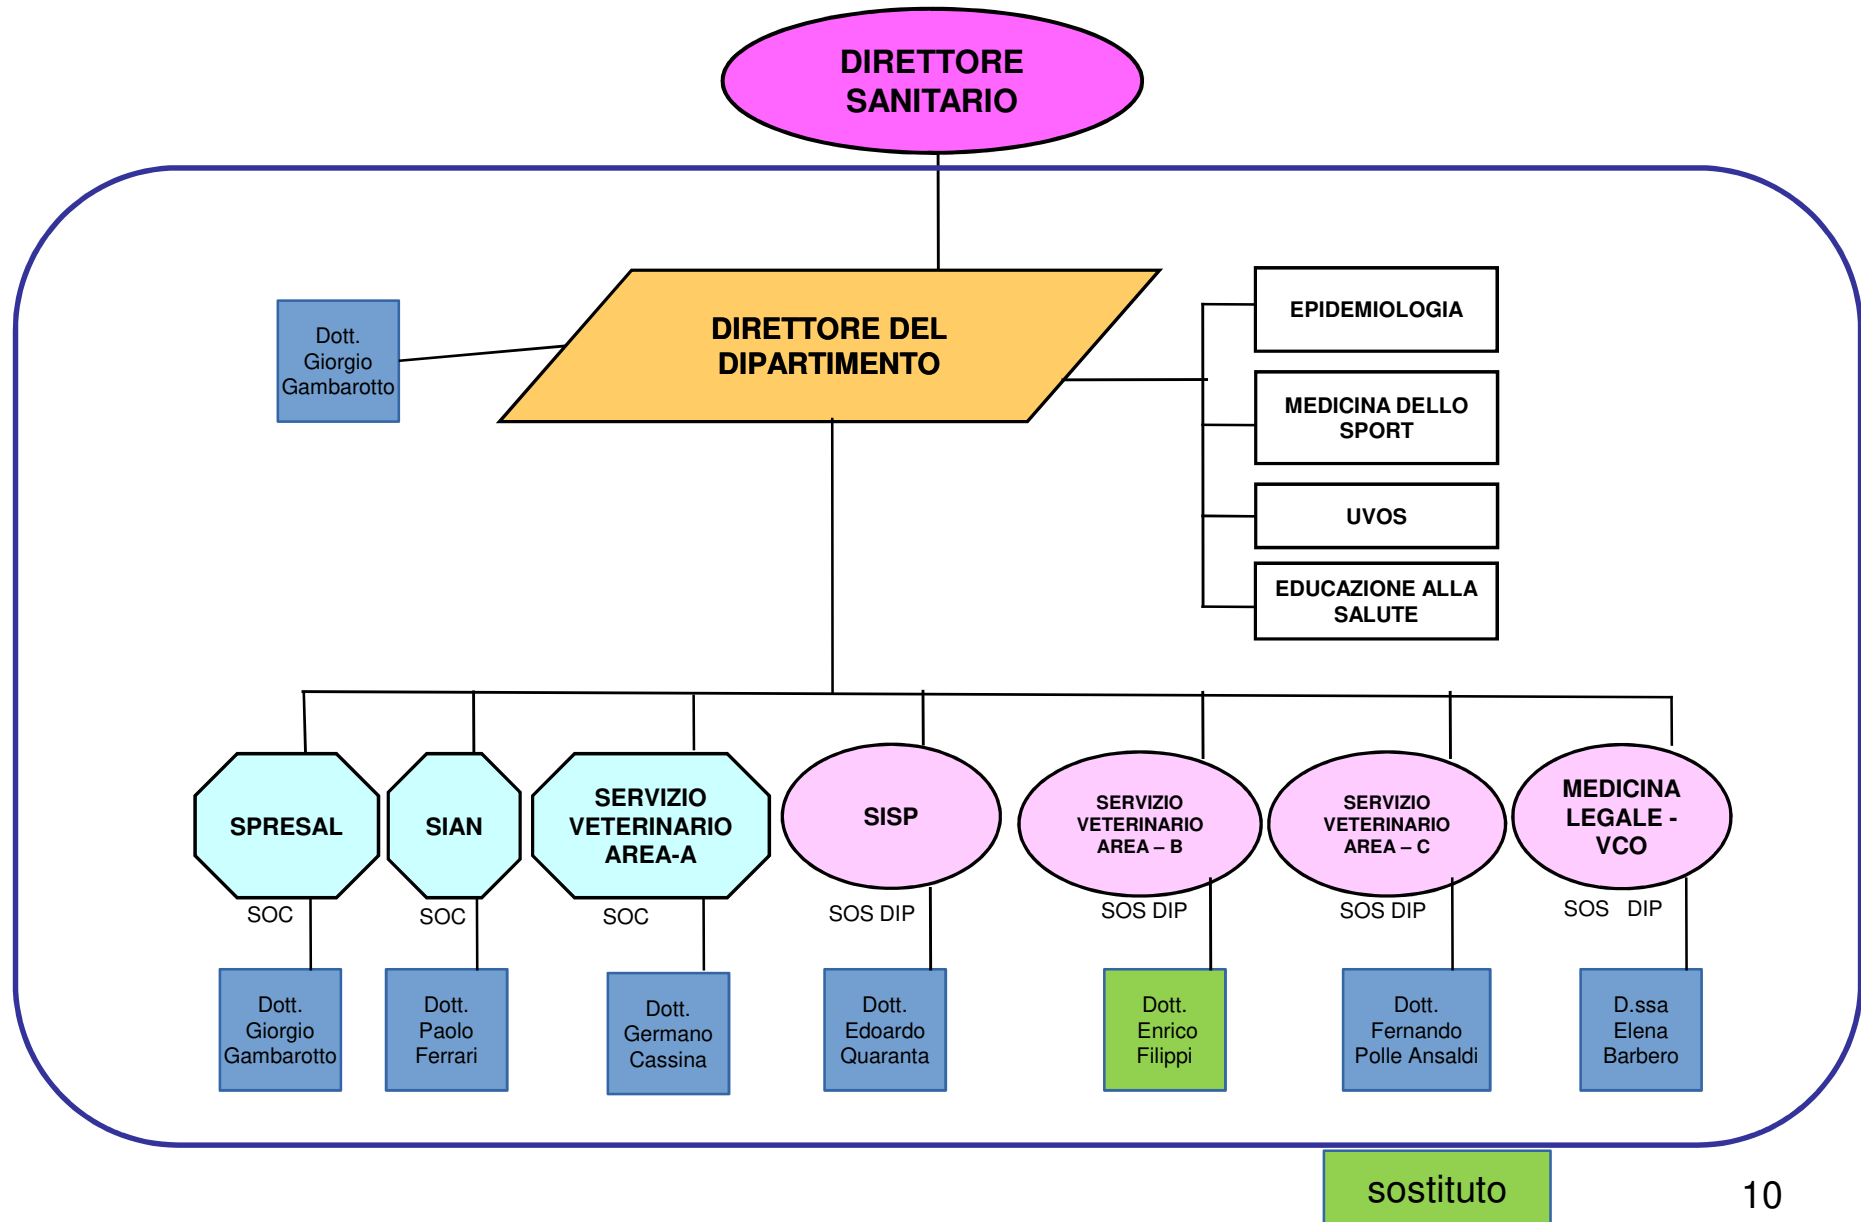 DIRETTORE
SANITARIO
Dott.
Giorgio
Gambarotto
DIRETTORE DEL
DIPARTIMENTO
EPIDEMIOLOGIA
MEDICINA DELLO
SPORT
UVOS
EDUCAZIONE ALLA
SALUTE
SPRESAL
SOC
SIAN
SOC
SERVIZIO
VETERINARIO
AREA-A
SOC
SISP
SOS DIP
SERVIZIO
VETERINARIO
AREA – B
SOS DIP
SERVIZIO
VETERINARIO
AREA – C
SOS DIP
MEDICINA
LEGALE -
VCO
SOS DIP
Dott.
Giorgio
Gambarotto
Dott.
Paolo
Ferrari
Dott.
Germano
Cassina
Dott.
Edoardo
Quaranta
Dott.
Enrico
Filippi
Dott.
Fernando
Polle Ansaldi
D.ssa
Elena
Barbero
sostituto
10